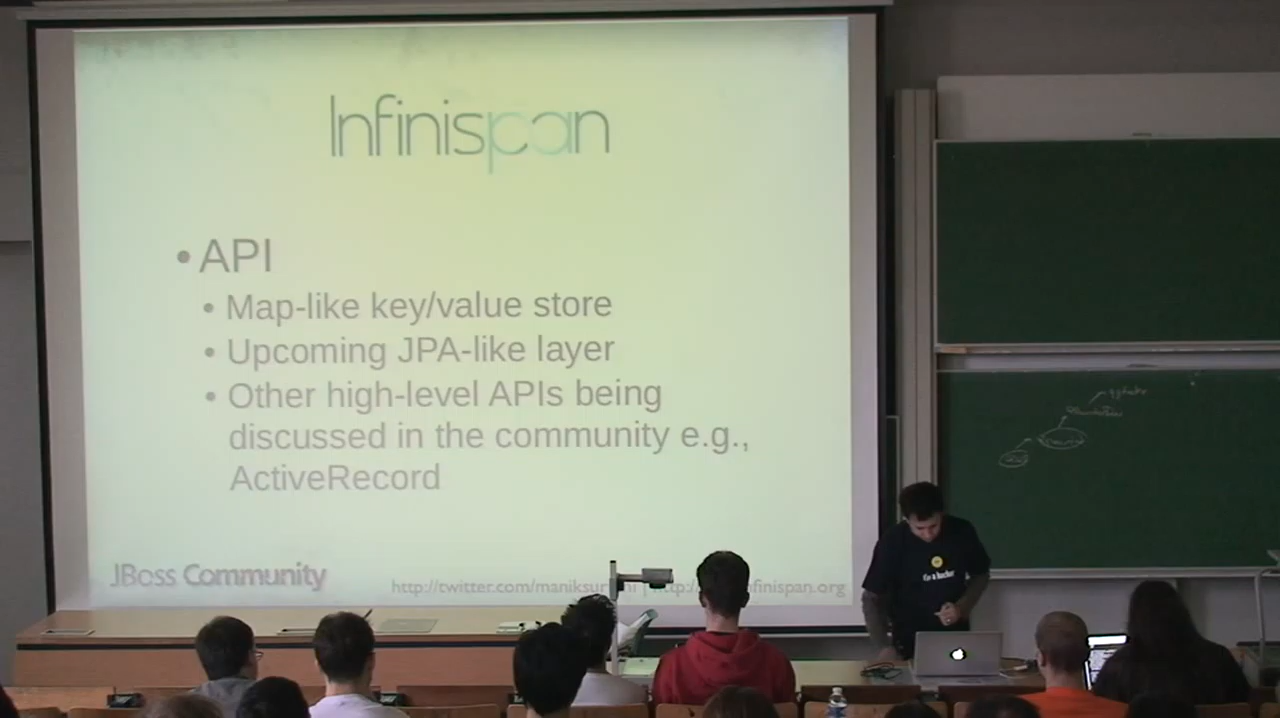 Infinispan
• API
• Map-like key/value store
• Upcoming JPA-like layer
• Other high-level APIs being
discussed in the community e.g.,
ActiveRecord
JBoss Community
http://twitter.com/maniksur
infinispan.org